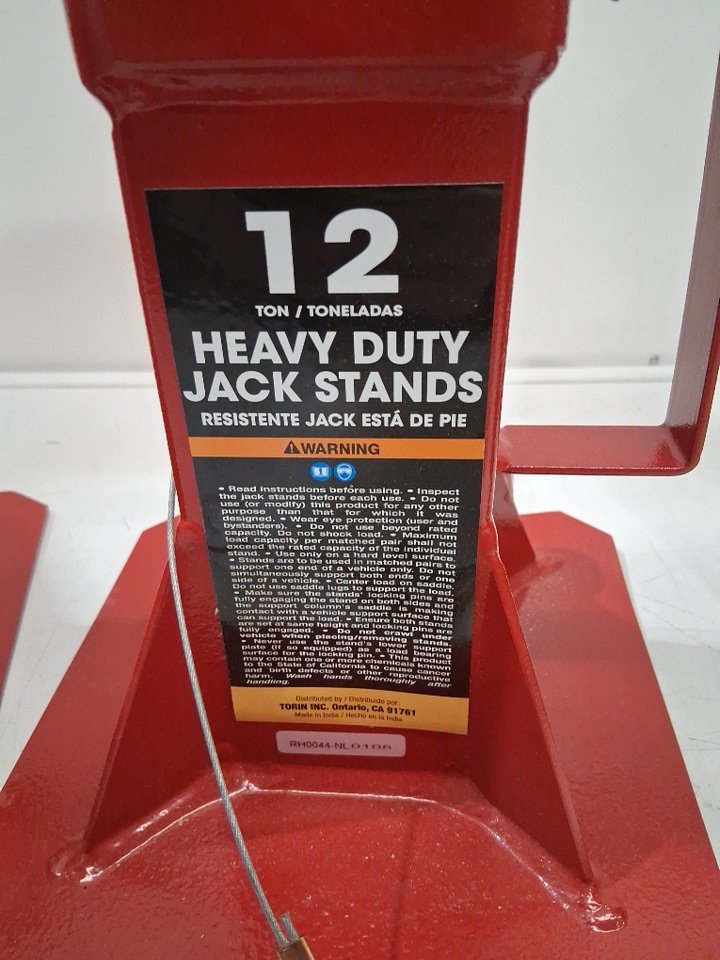 12
TON / TONELADAS
HEAVY DUTY
JACK STANDS
RESISTENTE JACK ESTÁ DE PIE
WARNING
• Read instructions before using. • Inspect
the jack stands before each use. • Do not
use (or modify) this product for any other
purpose than that for which it was
designed. • Wear eye protection (user and
bystanders). • Do not use beyond rated
capacity. Do not shock load. • Maximum
load capacity per matched pair shall not
exceed the rated capacity of the individual
stand. • Use only on a hard level surface.
• Stands are to be used in matched pairs to
support one end of a vehicle only. Do not
simultaneously support both ends or one
side of a vehicle. • Center load on saddle.
Do not use saddle lugs to support the load.
• Make sure the stands' locking pins are
fully engaging the stand on both sides and
the support column's saddle is making
contact with a vehicle support surface that
can support the load. • Ensure both stands
are set at same height and locking pins are
fully engaged. • Do not crawl under
vehicle when placing/removing stands.
• Never use the stand's lower support
plate (if so equipped) as a load bearing
surface for the locking pin. • This product
may contain one or more chemicals known
to the State of California to cause cancer
and birth defects or other reproductive
harm. Wash hands thoroughly after
handling.
Distributed by / Distribuido por:
TORIN INC. Ontario, CA 91761
Made in India / Hecho en la India
RH0044-NL 0108